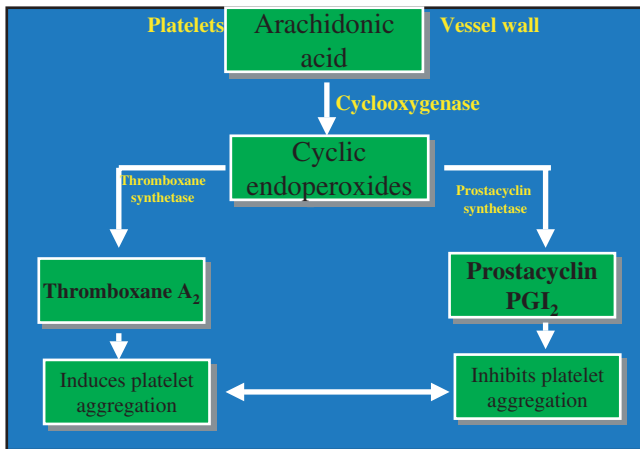 Platelets
Arachidonic
acid
Vessel wall
Cyclooxygenase
Cyclic
endoperoxides
Thromboxane
synthetase
Prostacyclin
synthetase
Thromboxane A₂
Prostacyclin
PGI₂
Induces platelet
aggregation
Inhibits platelet
aggregation